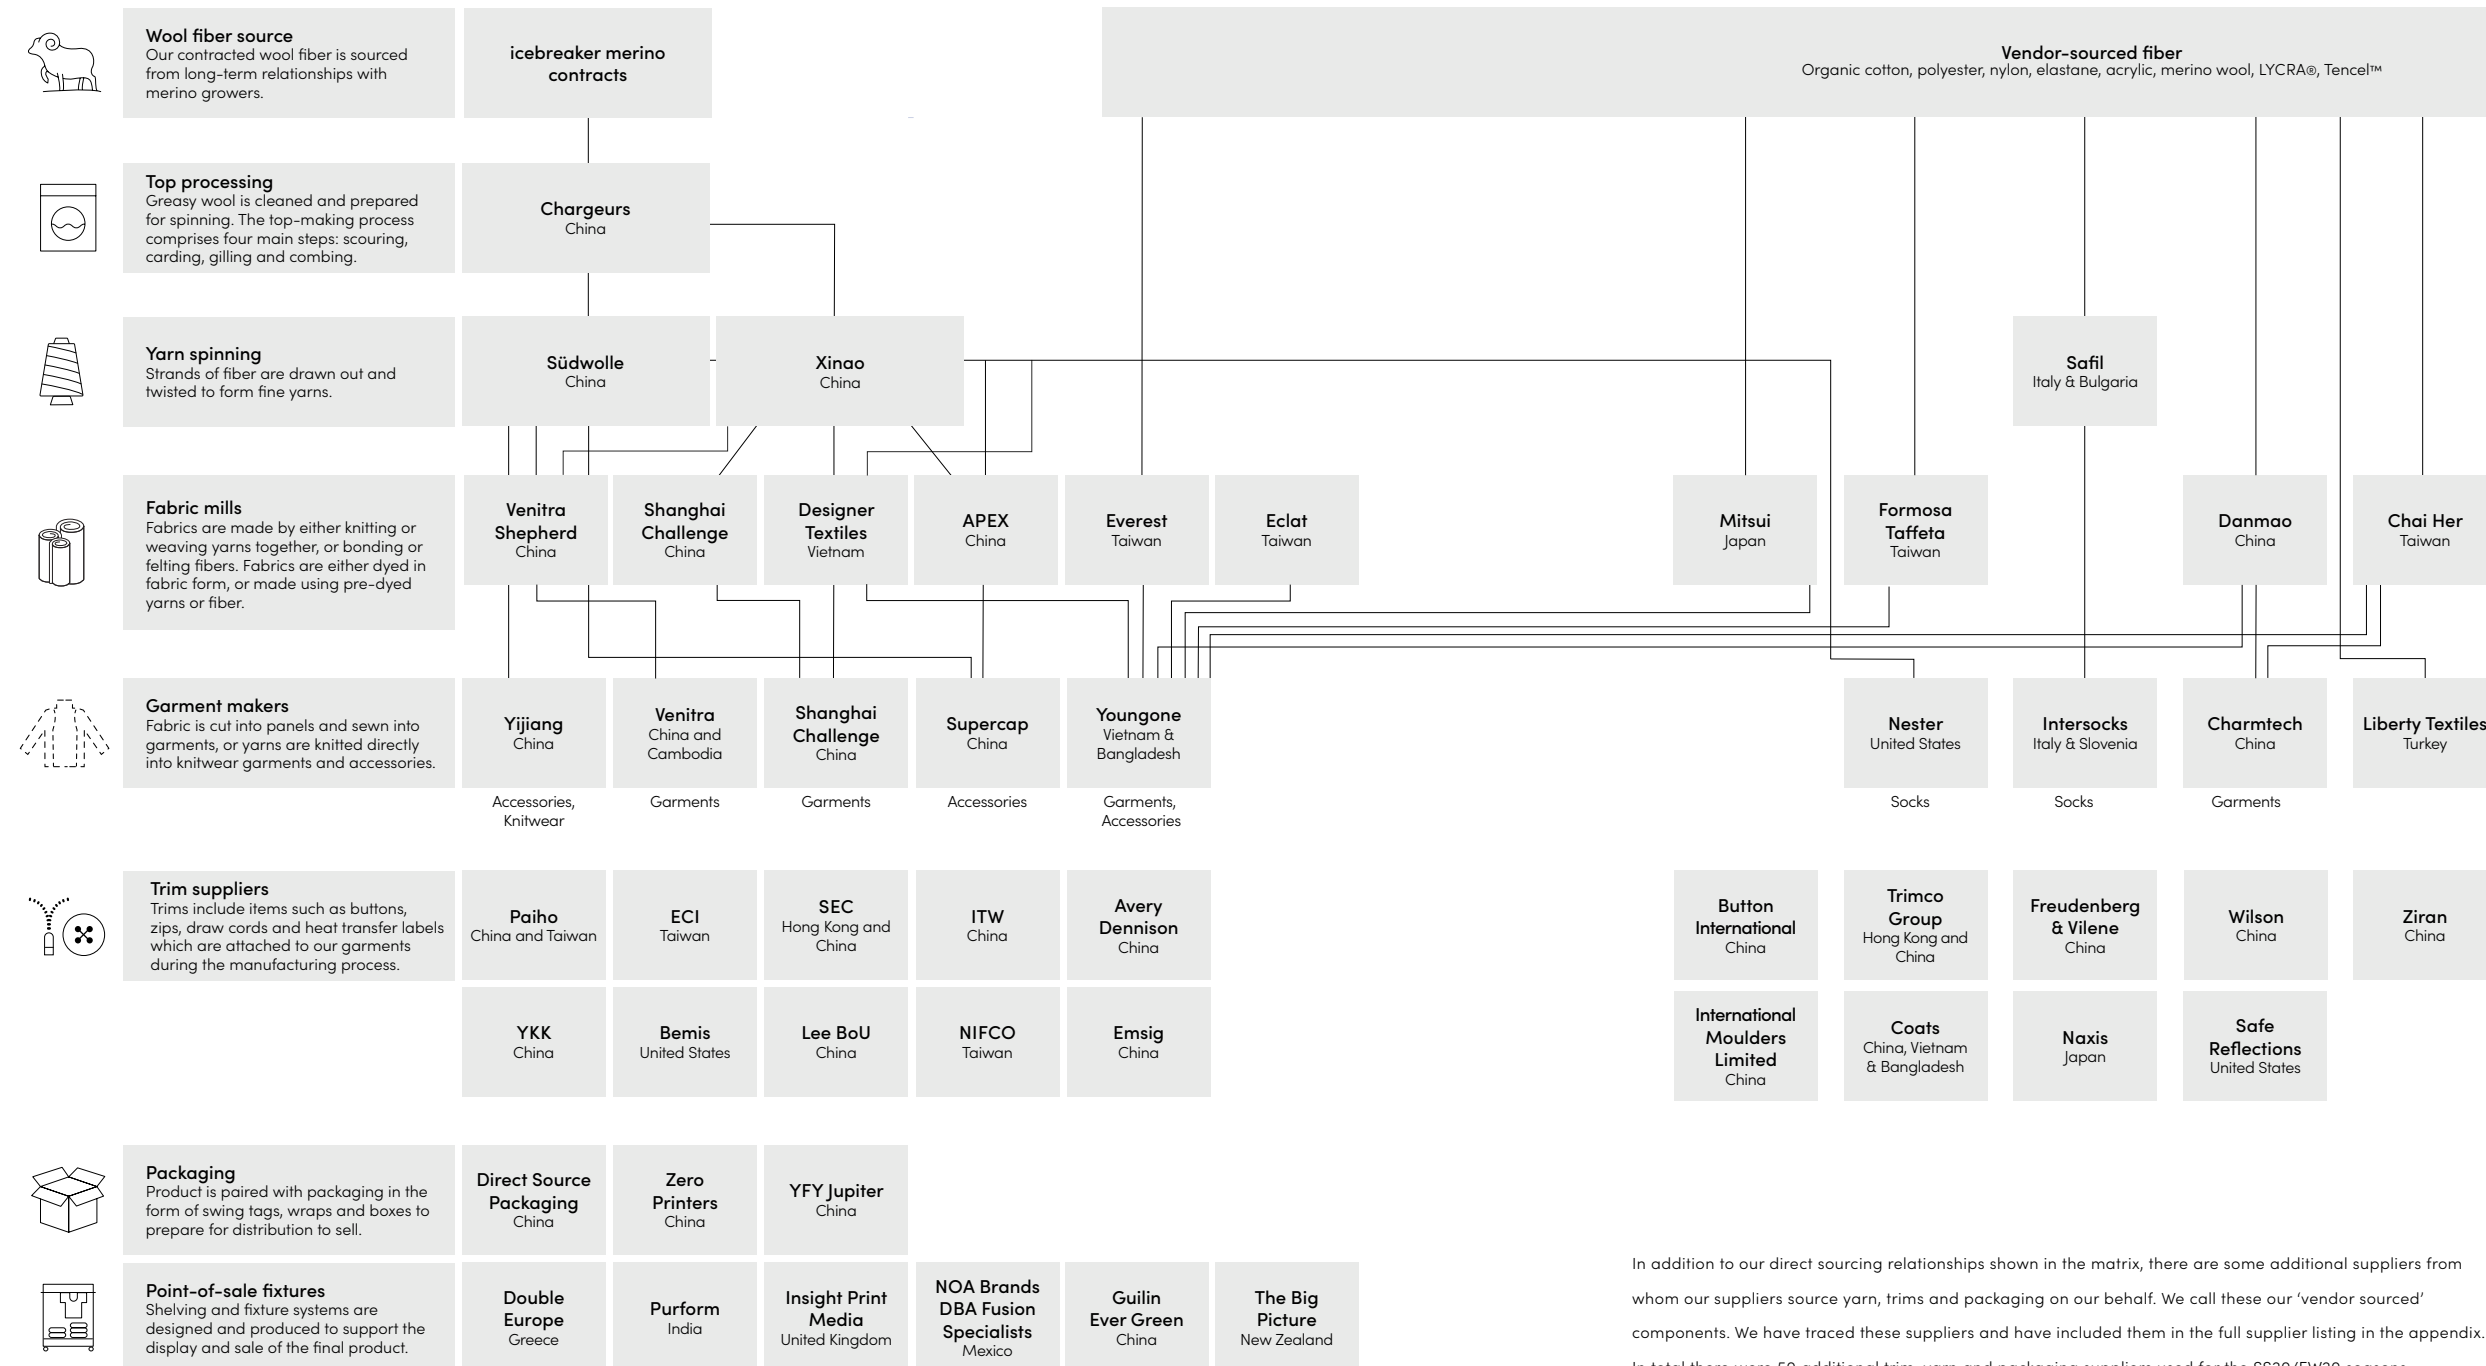 Wool fiber source
Our contracted wool fiber is sourced
from long-term relationships with
merino growers.
icebreaker merino
contracts
Vendor-sourced fiber
Organic cotton, polyester, nylon, elastane, acrylic, merino wool, LYCRA®, Tencel™
Top processing
Greasy wool is cleaned and prepared
for spinning. The top-making process
comprises four main steps: scouring,
carding, gilling and combing.
Chargeurs
China
Yarn spinning
Strands of fiber are drawn out and
twisted to form fine yarns.
Südwolle
China
Xinao
China
Safil
Italy & Bulgaria
Fabric mills
Fabrics are made by either knitting or
weaving yarns together, or bonding or
felting fibers. Fabrics are either dyed in
fabric form, or made using pre-dyed
yarns or fiber.
Venitra
Shepherd
China
Shanghai
Challenge
China
Designer
Textiles
Vietnam
APEX
China
Everest
Taiwan
Eclat
Taiwan
Mitsui
Japan
Formosa
Taffeta
Taiwan
Danmao
China
Chai Her
Taiwan
Garment makers
Fabric is cut into panels and sewn into
garments, or yarns are knitted directly
into knitwear garments and accessories.
Yijiang
China
Venitra
China and
Cambodia
Shanghai
Challenge
China
Supercap
China
Youngone
Vietnam &
Bangladesh
Nester
United States
Intersocks
Italy & Slovenia
Charmtech
China
Liberty Textiles
Turkey
Accessories,
Knitwear
Garments
Garments
Accessories
Garments,
Accessories
Socks
Socks
Garments
Trim suppliers
Trims include items such as buttons,
zips, draw cords and heat transfer labels
which are attached to our garments
during the manufacturing process.
Paiho
China and Taiwan
ECI
Taiwan
SEC
Hong Kong and
China
ITW
China
Avery
Dennison
China
Button
International
China
Trimco
Group
Hong Kong and
China
Freudenberg
& Vilene
China
Wilson
China
Ziran
China
YKK
China
Bemis
United States
Lee BoU
China
NIFCO
Taiwan
Emsig
China
International
Moulders
Limited
China
Coats
China, Vietnam
& Bangladesh
Naxis
Japan
Safe
Reflections
United States
Packaging
Product is paired with packaging in the
form of swing tags, wraps and boxes to
prepare for distribution to sell.
Direct Source
Packaging
China
Zero
Printers
China
YFY Jupiter
China
Point-of-sale fixtures
Shelving and fixture systems are
designed and produced to support the
display and sale of the final product.
Double
Europe
Greece
Purform
India
Insight Print
Media
United Kingdom
NOA Brands
DBA Fusion
Specialists
Mexico
Guilin
Ever Green
China
The Big
Picture
New Zealand
In addition to our direct sourcing relationships shown in the matrix, there are some additional suppliers from
whom our suppliers source yarn, trims and packaging on our behalf. We call these our ‘vendor sourced’
components. We have traced these suppliers and have included them in the full supplier listing in the appendix.
In total there were 50 additional trim, yarn and packaging suppliers used for the SS20/FW20 seasons.